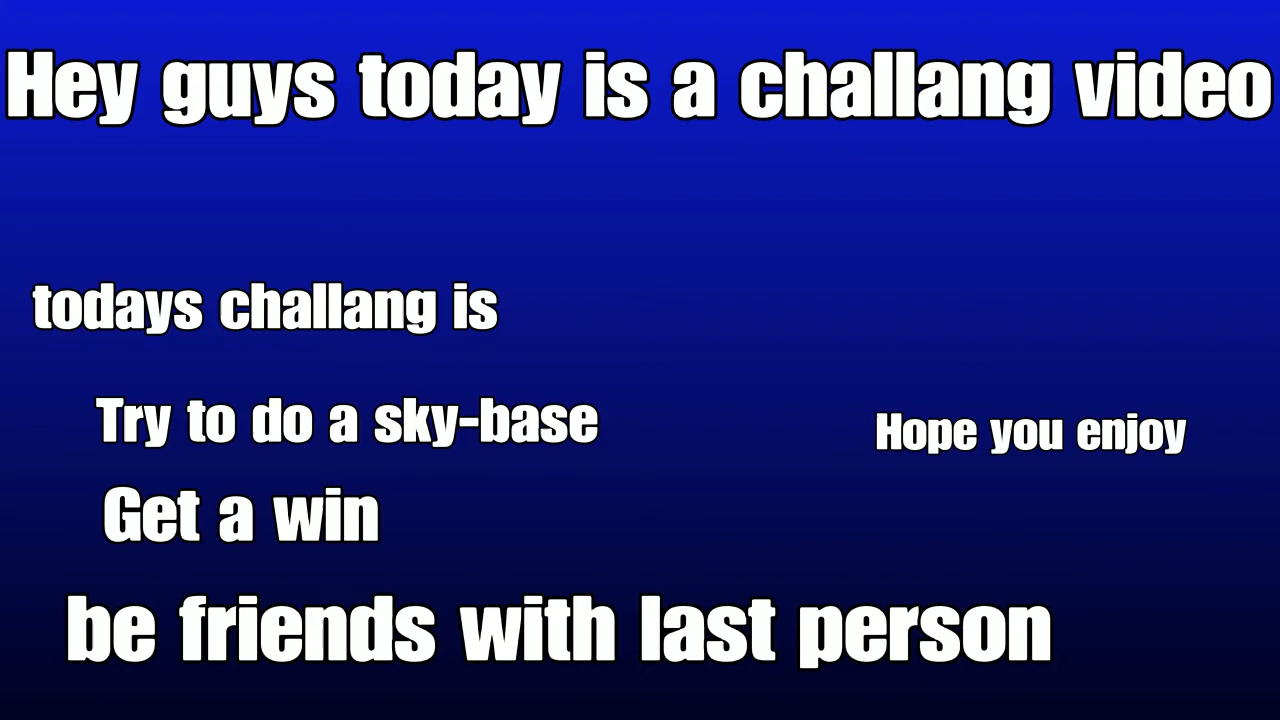 Hey guys today is a challang video
todays challang is
Try to do a sky-base
Hope you enjoy
Get a win
be friends with last person